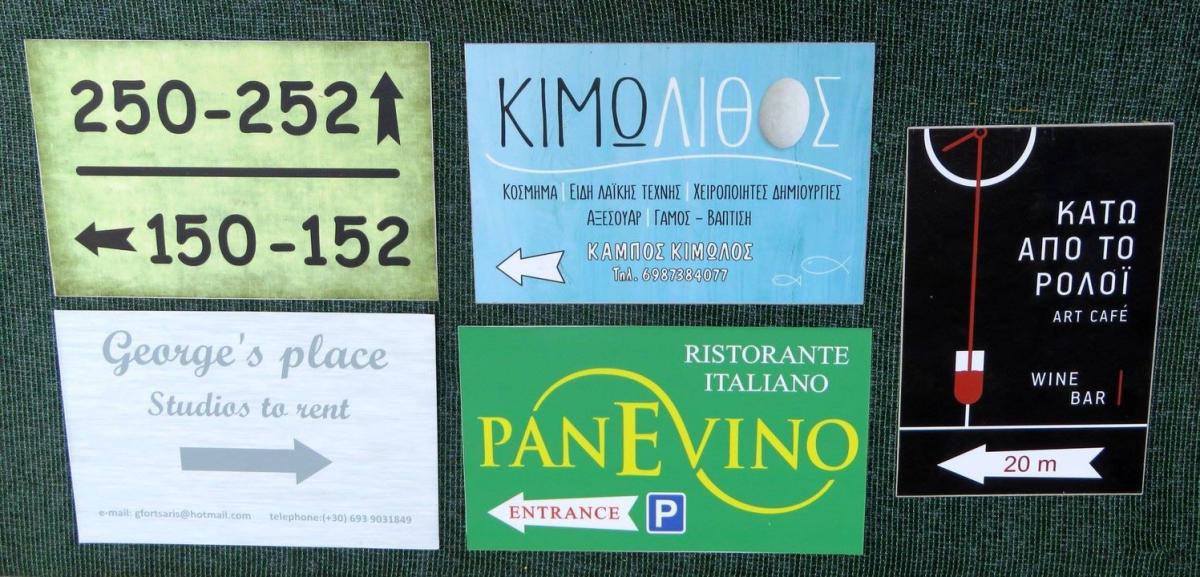 250-252
150-152
ΚΙΜΩΛΙΘΟΣ
ΚΟΣΜΗΜΑ | ΕΙΔΗ ΛΑΪΚΗΣ ΤΕΧΝΗΣ | ΧΕΙΡΟΠΟΙΗΤΕΣ ΔΗΜΙΟΥΡΓΙΕΣ
ΑΞΕΣΟΥΑΡ | ΓΑΜΟΣ – ΒΑΠΤΙΣΗ
ΚΑΜΠΟΣ ΚΙΜΩΛΟΣ
Τηλ. 6987384077
ΚΑΤΩ
ΑΠΟ ΤΟ
ΡΟΛΟΪ
ART CAFÉ
WINE
BAR
20 m
George's place
Studios to rent
e-mail: gfortsaris@hotmail.com telephone:(+30) 693 9031849
RISTORANTE
ITALIANO
PANEVINO
ENTRANCE P